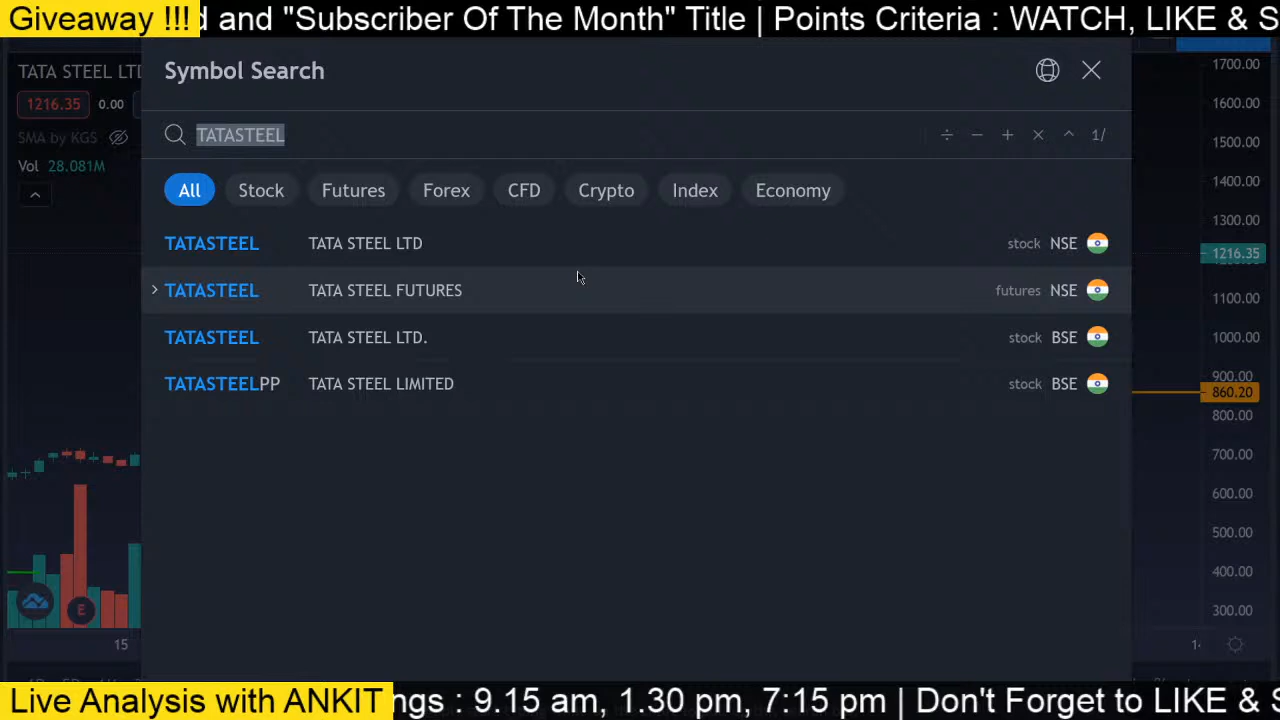 Giveaway !!! d and "Subscriber Of The Month" Title | Points Criteria : WATCH, LIKE & S
TATA STEEL LTD
1216.35 0.00
SMA by KGS
Vol 28.081M
Symbol Search
TATASTEEL
÷ − + × ^ 1/
All Stock Futures Forex CFD Crypto Index Economy
TATASTEEL TATA STEEL LTD stock NSE
TATASTEEL TATA STEEL FUTURES futures NSE
TATASTEEL TATA STEEL LTD. stock BSE
TATASTEELPP TATA STEEL LIMITED stock BSE
1700.00
1600.00
1500.00
1400.00
1300.00
1216.35
1100.00
1000.00
900.00
860.20
800.00
700.00
600.00
500.00
400.00
300.00
E
15
Live Analysis with ANKIT ngs : 9.15 am, 1.30 pm, 7:15 pm | Don't Forget to LIKE & S